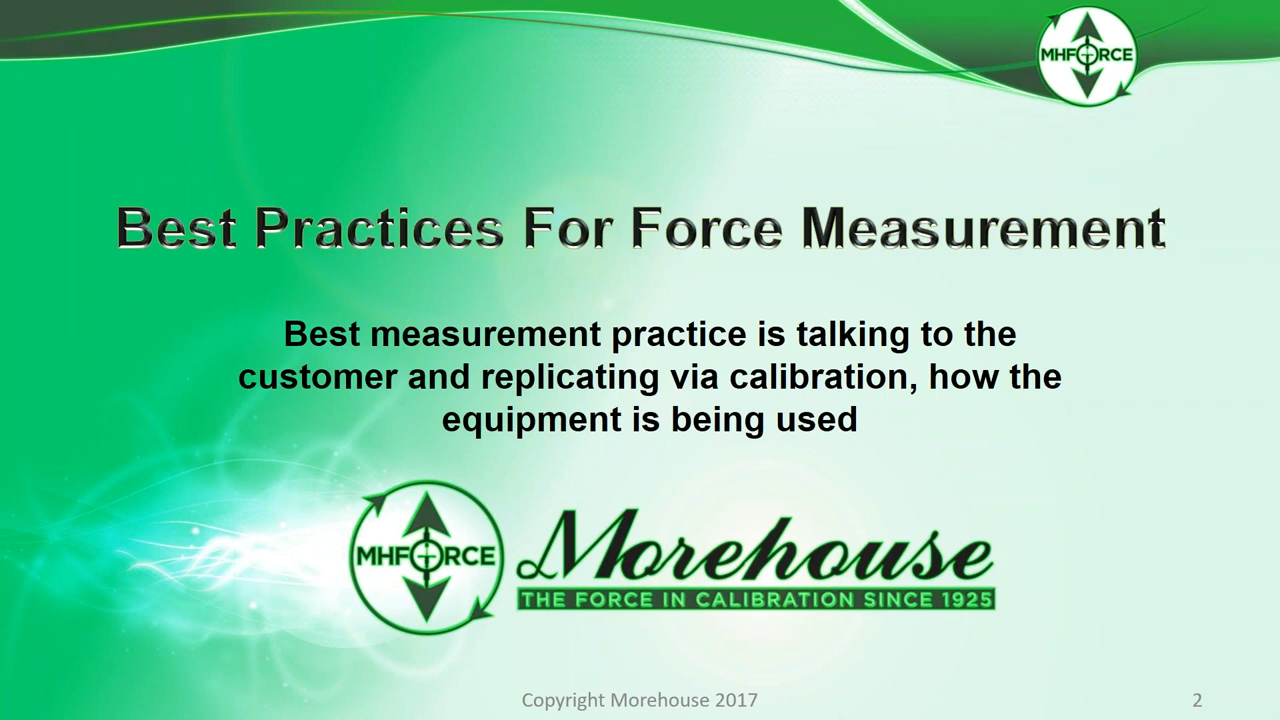 MHFORCE
Best Practices For Force Measurement
Best measurement practice is talking to the
customer and replicating via calibration, how the
equipment is being used
MHFORCE
Morehouse
THE FORCE IN CALIBRATION SINCE 1925
Copyright Morehouse 2017
2